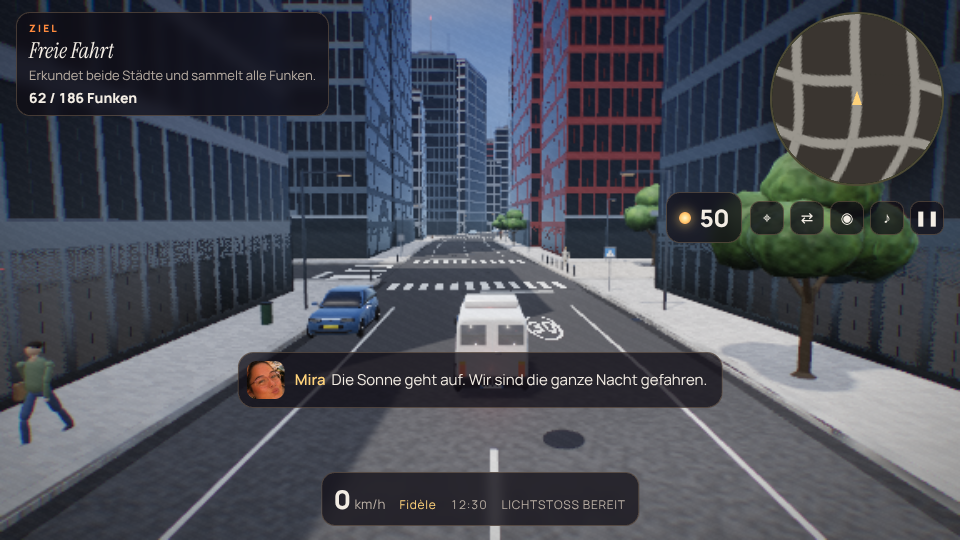 ZIEL
Freie Fahrt
Erkundet beide Städte und sammelt alle Funken.
62 / 186 Funken
50
30
Mira Die Sonne geht auf. Wir sind die ganze Nacht gefahren.
0 km/h Fidèle 12:30 LICHTSTOSS BEREIT